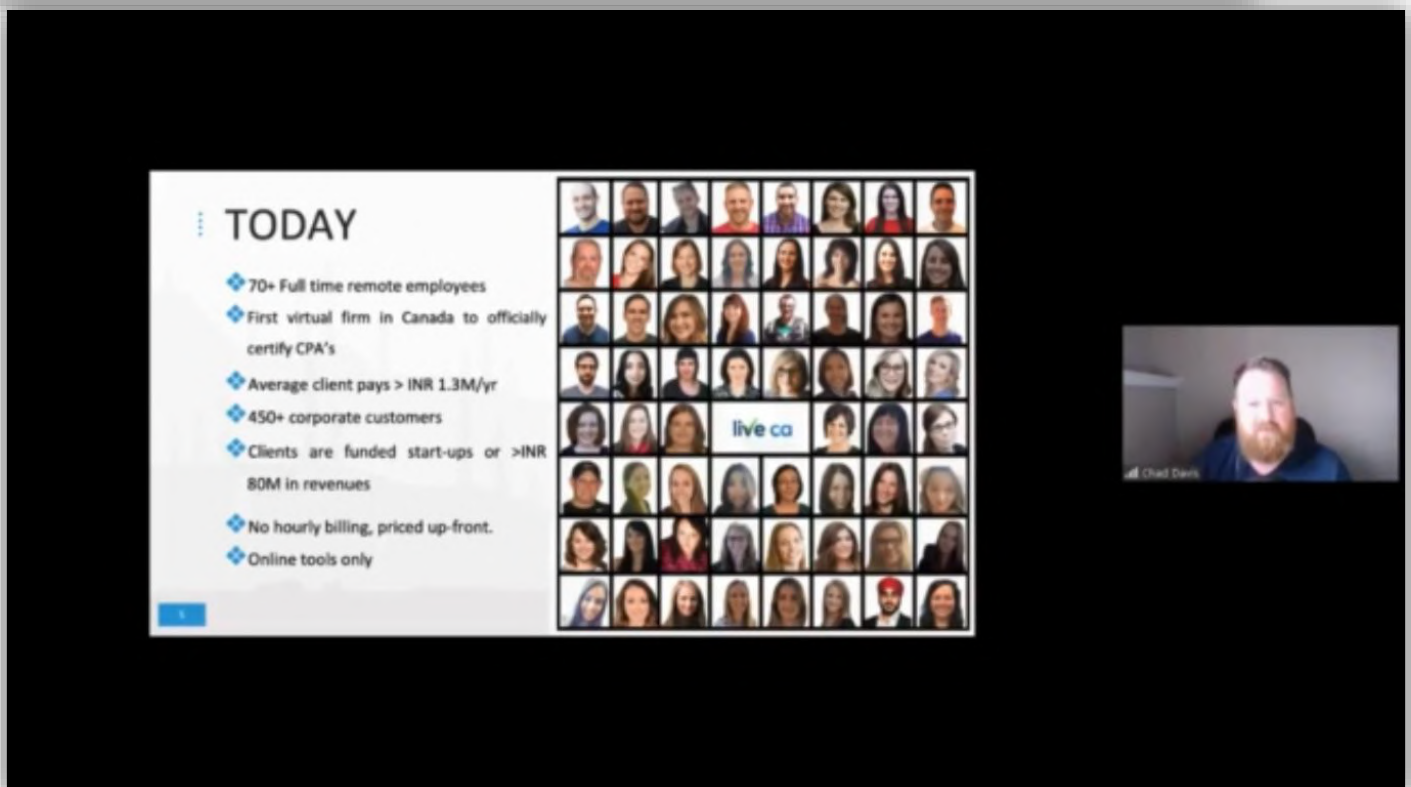 TODAY
70+ Full time remote employees
First virtual firm in Canada to officially
certify CPA's
Average client pays > INR 1.3M/yr
450+ corporate customers
Clients are funded start-ups or >INR
80M in revenues
No hourly billing, priced up-front.
Online tools only
5
live ca
Chad Davis